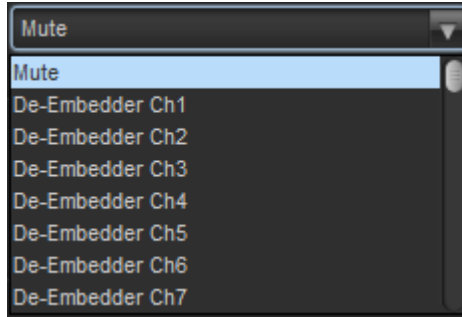 Mute
Mute
De-Embedder Ch1
De-Embedder Ch2
De-Embedder Ch3
De-Embedder Ch4
De-Embedder Ch5
De-Embedder Ch6
De-Embedder Ch7